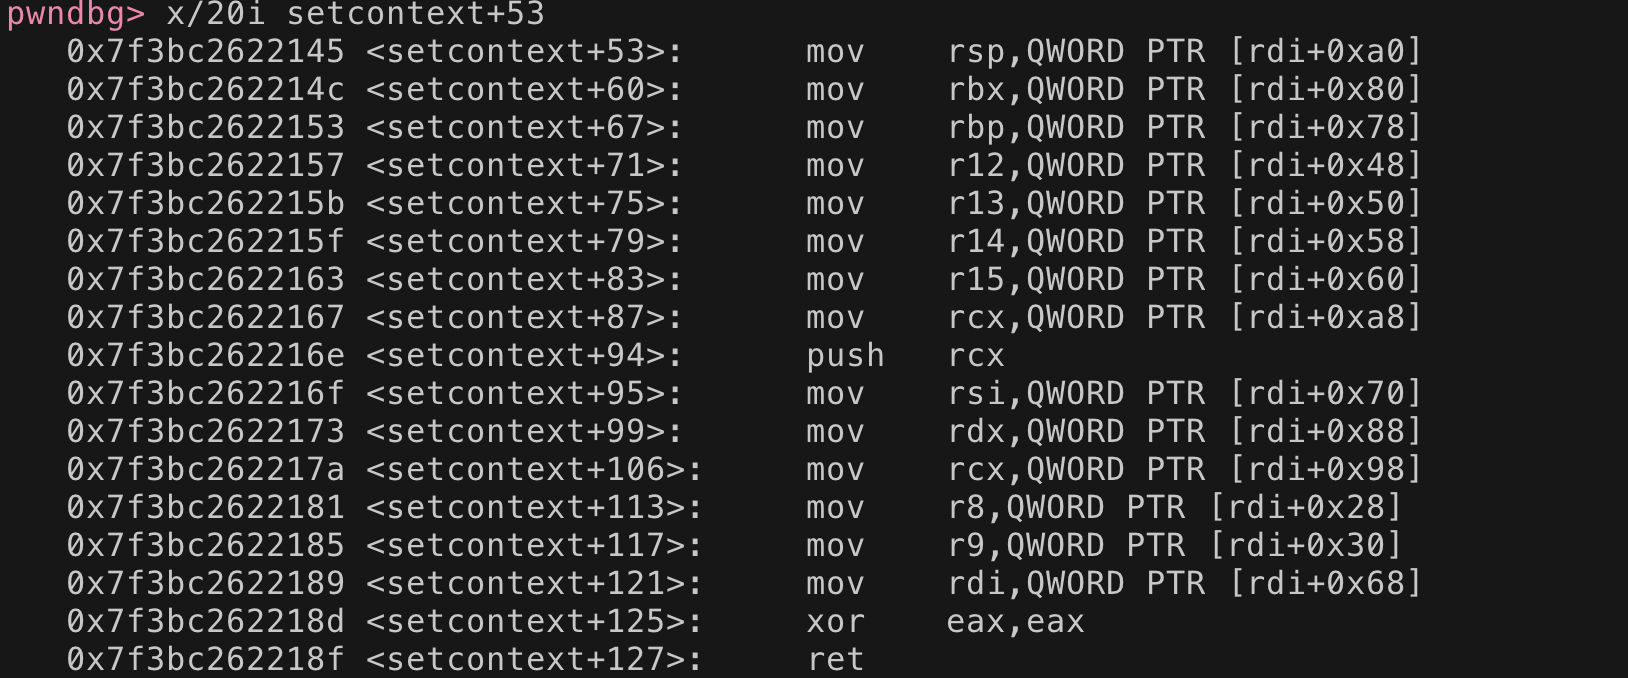 pwndbg> x/20i setcontext+53
0x7f3bc2622145 <setcontext+53>: mov rsp,QWORD PTR [rdi+0xa0]
0x7f3bc262214c <setcontext+60>: mov rbx,QWORD PTR [rdi+0x80]
0x7f3bc2622153 <setcontext+67>: mov rbp,QWORD PTR [rdi+0x78]
0x7f3bc2622157 <setcontext+71>: mov r12,QWORD PTR [rdi+0x48]
0x7f3bc262215b <setcontext+75>: mov r13,QWORD PTR [rdi+0x50]
0x7f3bc262215f <setcontext+79>: mov r14,QWORD PTR [rdi+0x58]
0x7f3bc2622163 <setcontext+83>: mov r15,QWORD PTR [rdi+0x60]
0x7f3bc2622167 <setcontext+87>: mov rcx,QWORD PTR [rdi+0xa8]
0x7f3bc262216e <setcontext+94>: push rcx
0x7f3bc262216f <setcontext+95>: mov rsi,QWORD PTR [rdi+0x70]
0x7f3bc2622173 <setcontext+99>: mov rdx,QWORD PTR [rdi+0x88]
0x7f3bc262217a <setcontext+106>: mov rcx,QWORD PTR [rdi+0x98]
0x7f3bc2622181 <setcontext+113>: mov r8,QWORD PTR [rdi+0x28]
0x7f3bc2622185 <setcontext+117>: mov r9,QWORD PTR [rdi+0x30]
0x7f3bc2622189 <setcontext+121>: mov rdi,QWORD PTR [rdi+0x68]
0x7f3bc262218d <setcontext+125>: xor eax,eax
0x7f3bc262218f <setcontext+127>: ret